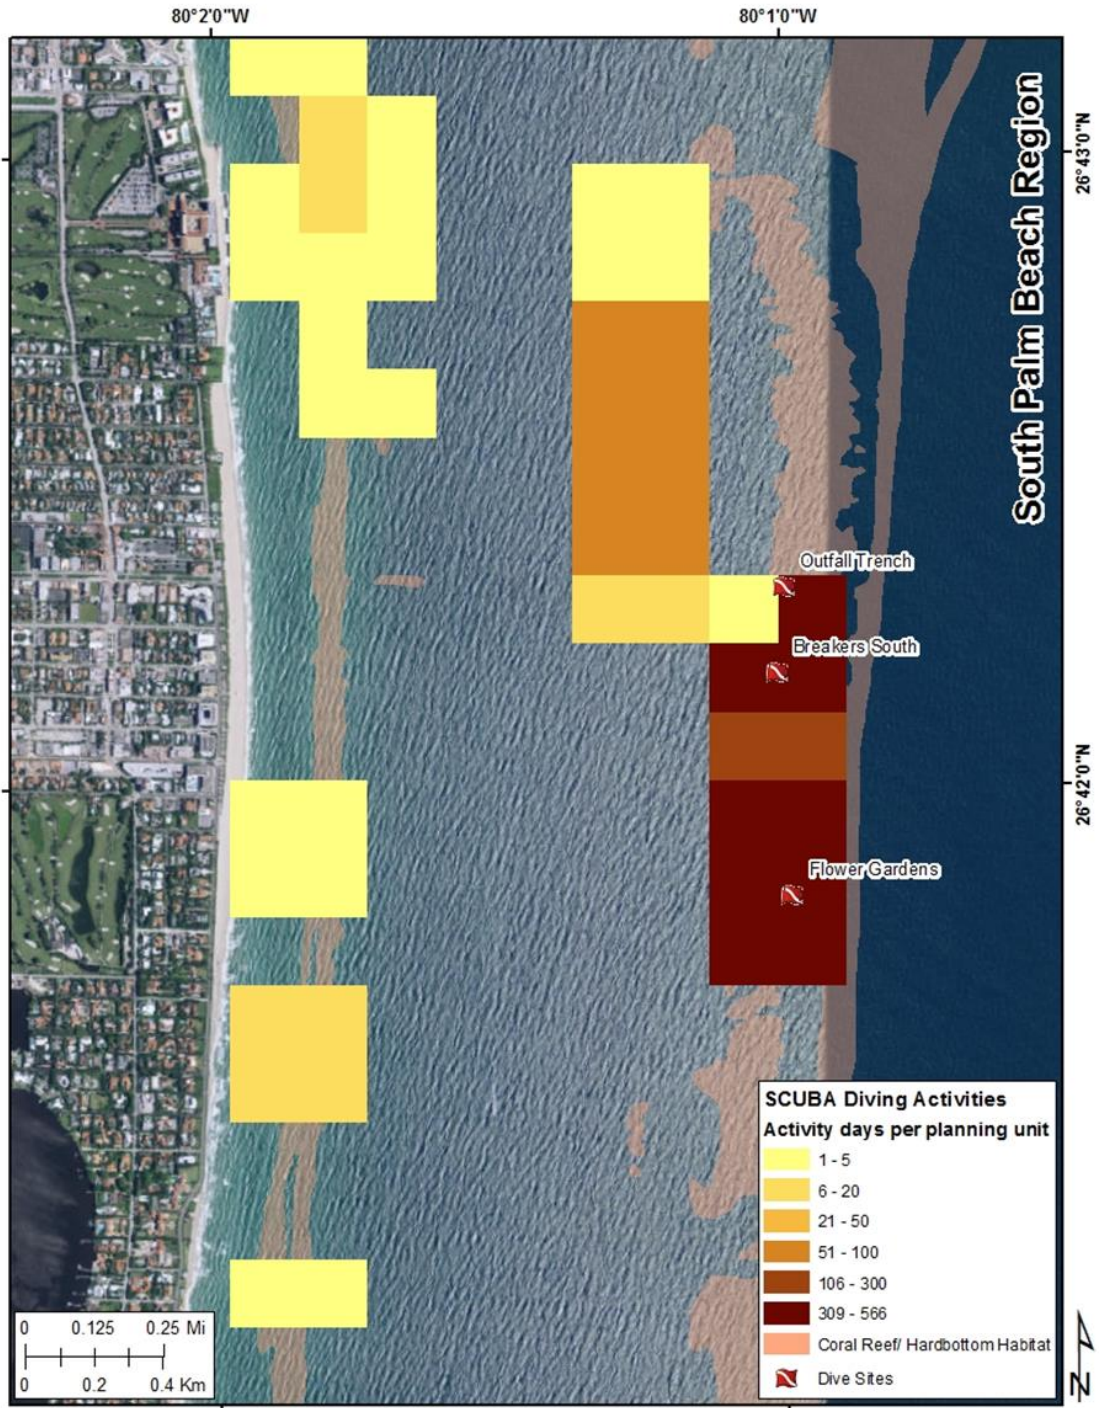 80°2'0"W
80°1'0"W
26°43'0"N
South Palm Beach Region
Outfall Trench
Breakers South
26°42'0"N
Flower Gardens
SCUBA Diving Activities
Activity days per planning unit
1 - 5
6 - 20
21 - 50
51 - 100
106 - 300
309 - 566
Coral Reef/ Hardbottom Habitat
Dive Sites
0 0.125 0.25 Mi
0 0.2 0.4 Km
N